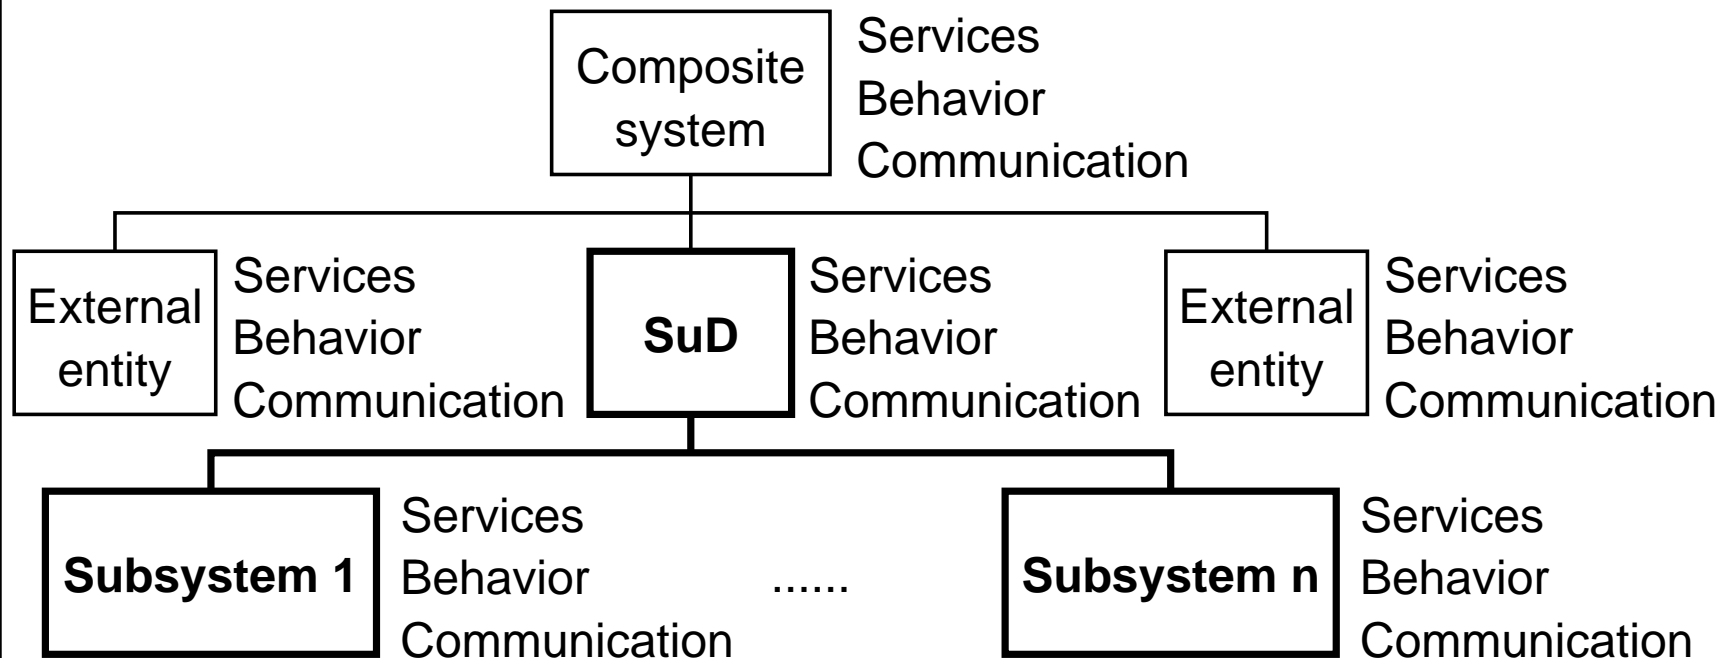 Composite
system
Services
Behavior
Communication
External
entity
Services
Behavior
Communication
SuD
Services
Behavior
Communication
External
entity
Services
Behavior
Communication
Subsystem 1
Services
Behavior
Communication
......
Subsystem n
Services
Behavior
Communication